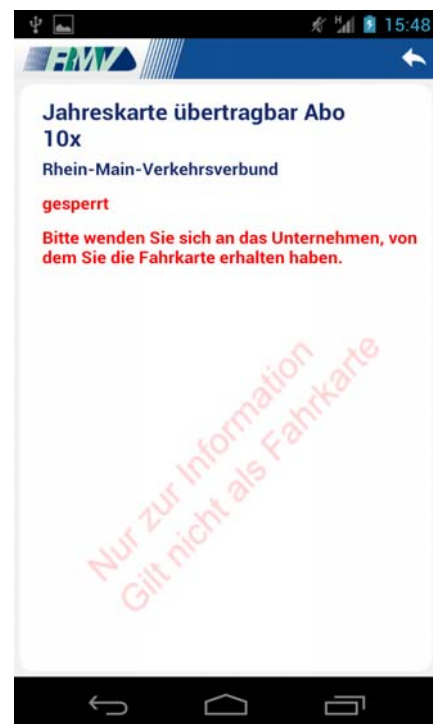 H
15:48
RMV
Jahreskarte übertragbar Abo
10x
Rhein-Main-Verkehrsverbund
gesperrt
Bitte wenden Sie sich an das Unternehmen, von
dem Sie die Fahrkarte erhalten haben.
Nur zur Information
Gilt nicht als Fahrkarte